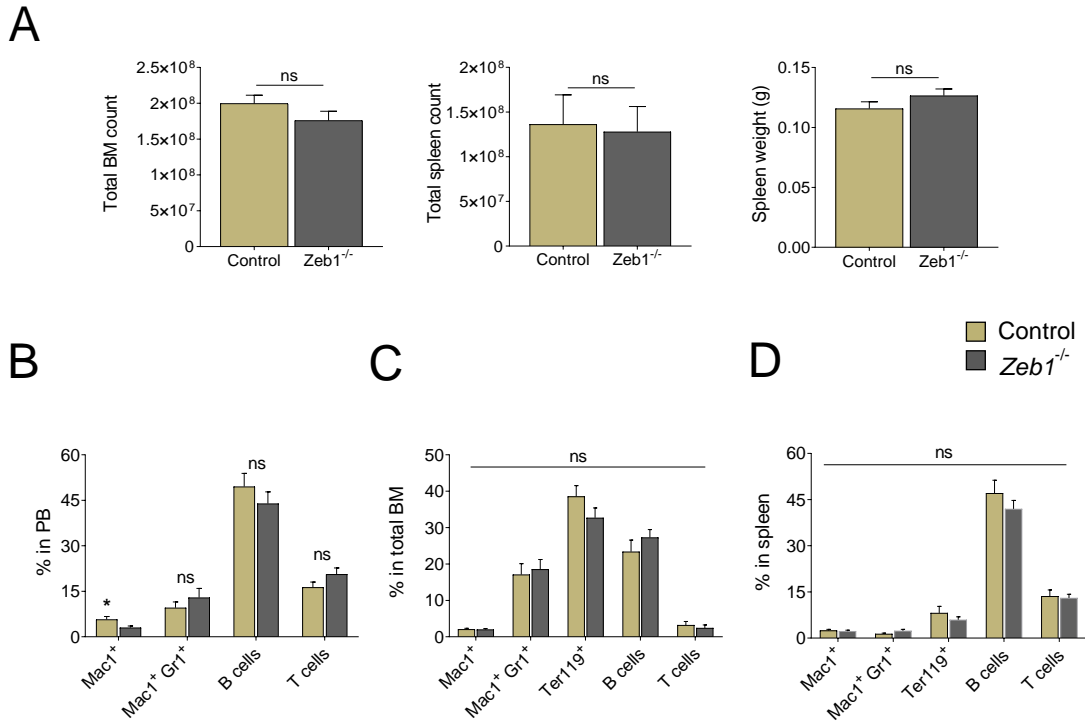 A
Total BM count
2.5×10⁸
2×10⁸
1.5×10⁸
1×10⁸
5×10⁷
0
ns
Control
Zeb1⁻/⁻
Total spleen count
2×10⁸
1.5×10⁸
1×10⁸
5×10⁷
0
ns
Control
Zeb1⁻/⁻
Spleen weight (g)
0.15
0.10
0.05
0.00
ns
Control
Zeb1⁻/⁻
Control
Zeb1⁻/⁻
B
% in PB
60
45
30
15
0
*
ns
ns
ns
Mac1⁺
Mac1⁺ Gr1⁺
B cells
T cells
C
% in total BM
50
40
30
20
10
0
ns
Mac1⁺
Mac1⁺ Gr1⁺
Ter119⁺
B cells
T cells
D
% in spleen
60
45
30
15
0
ns
Mac1⁺
Mac1⁺ Gr1⁺
Ter119⁺
B cells
T cells